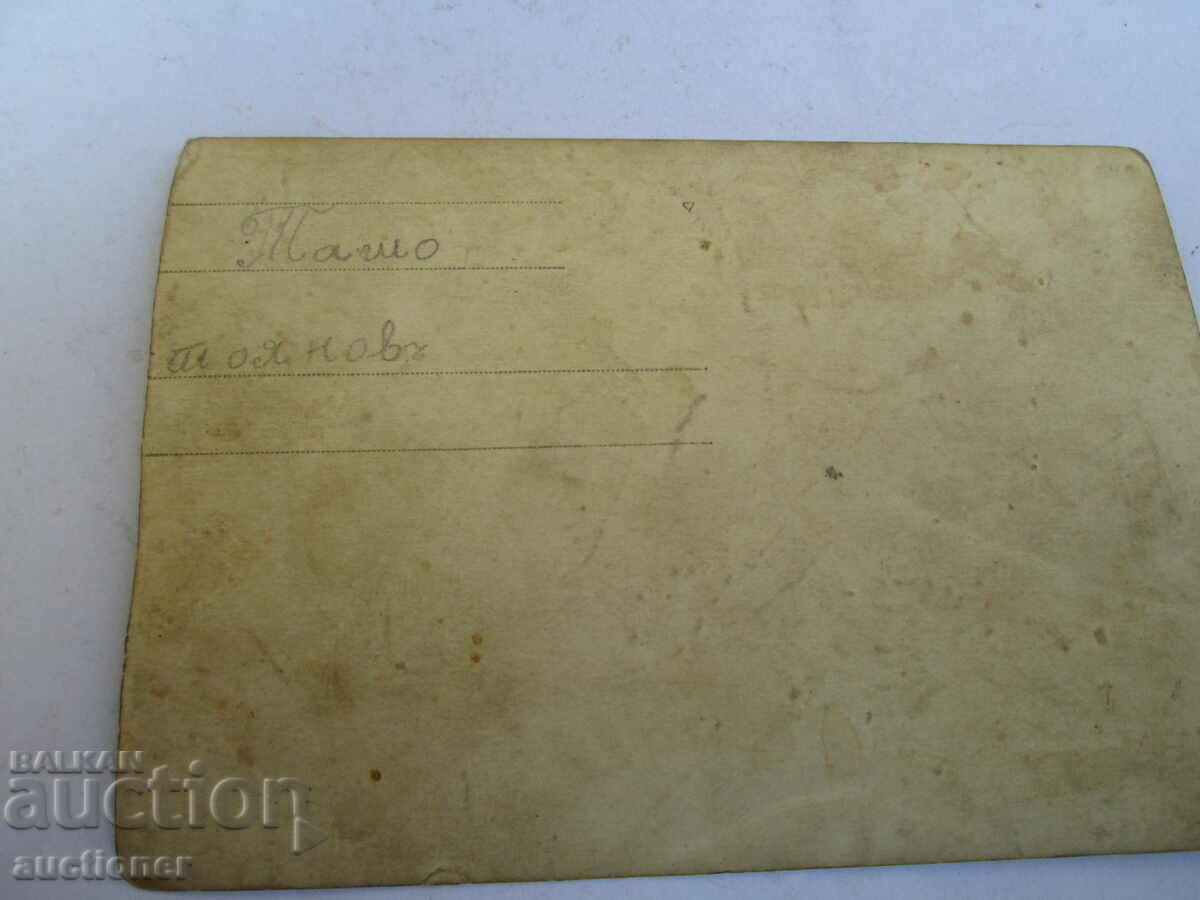 Ташо
тохновъ
BALKAN
auction
auctioner